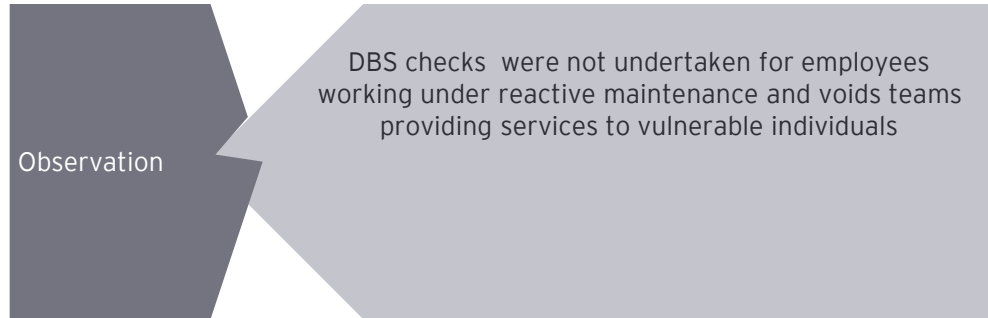 Observation
DBS checks were not undertaken for employees
working under reactive maintenance and voids teams
providing services to vulnerable individuals